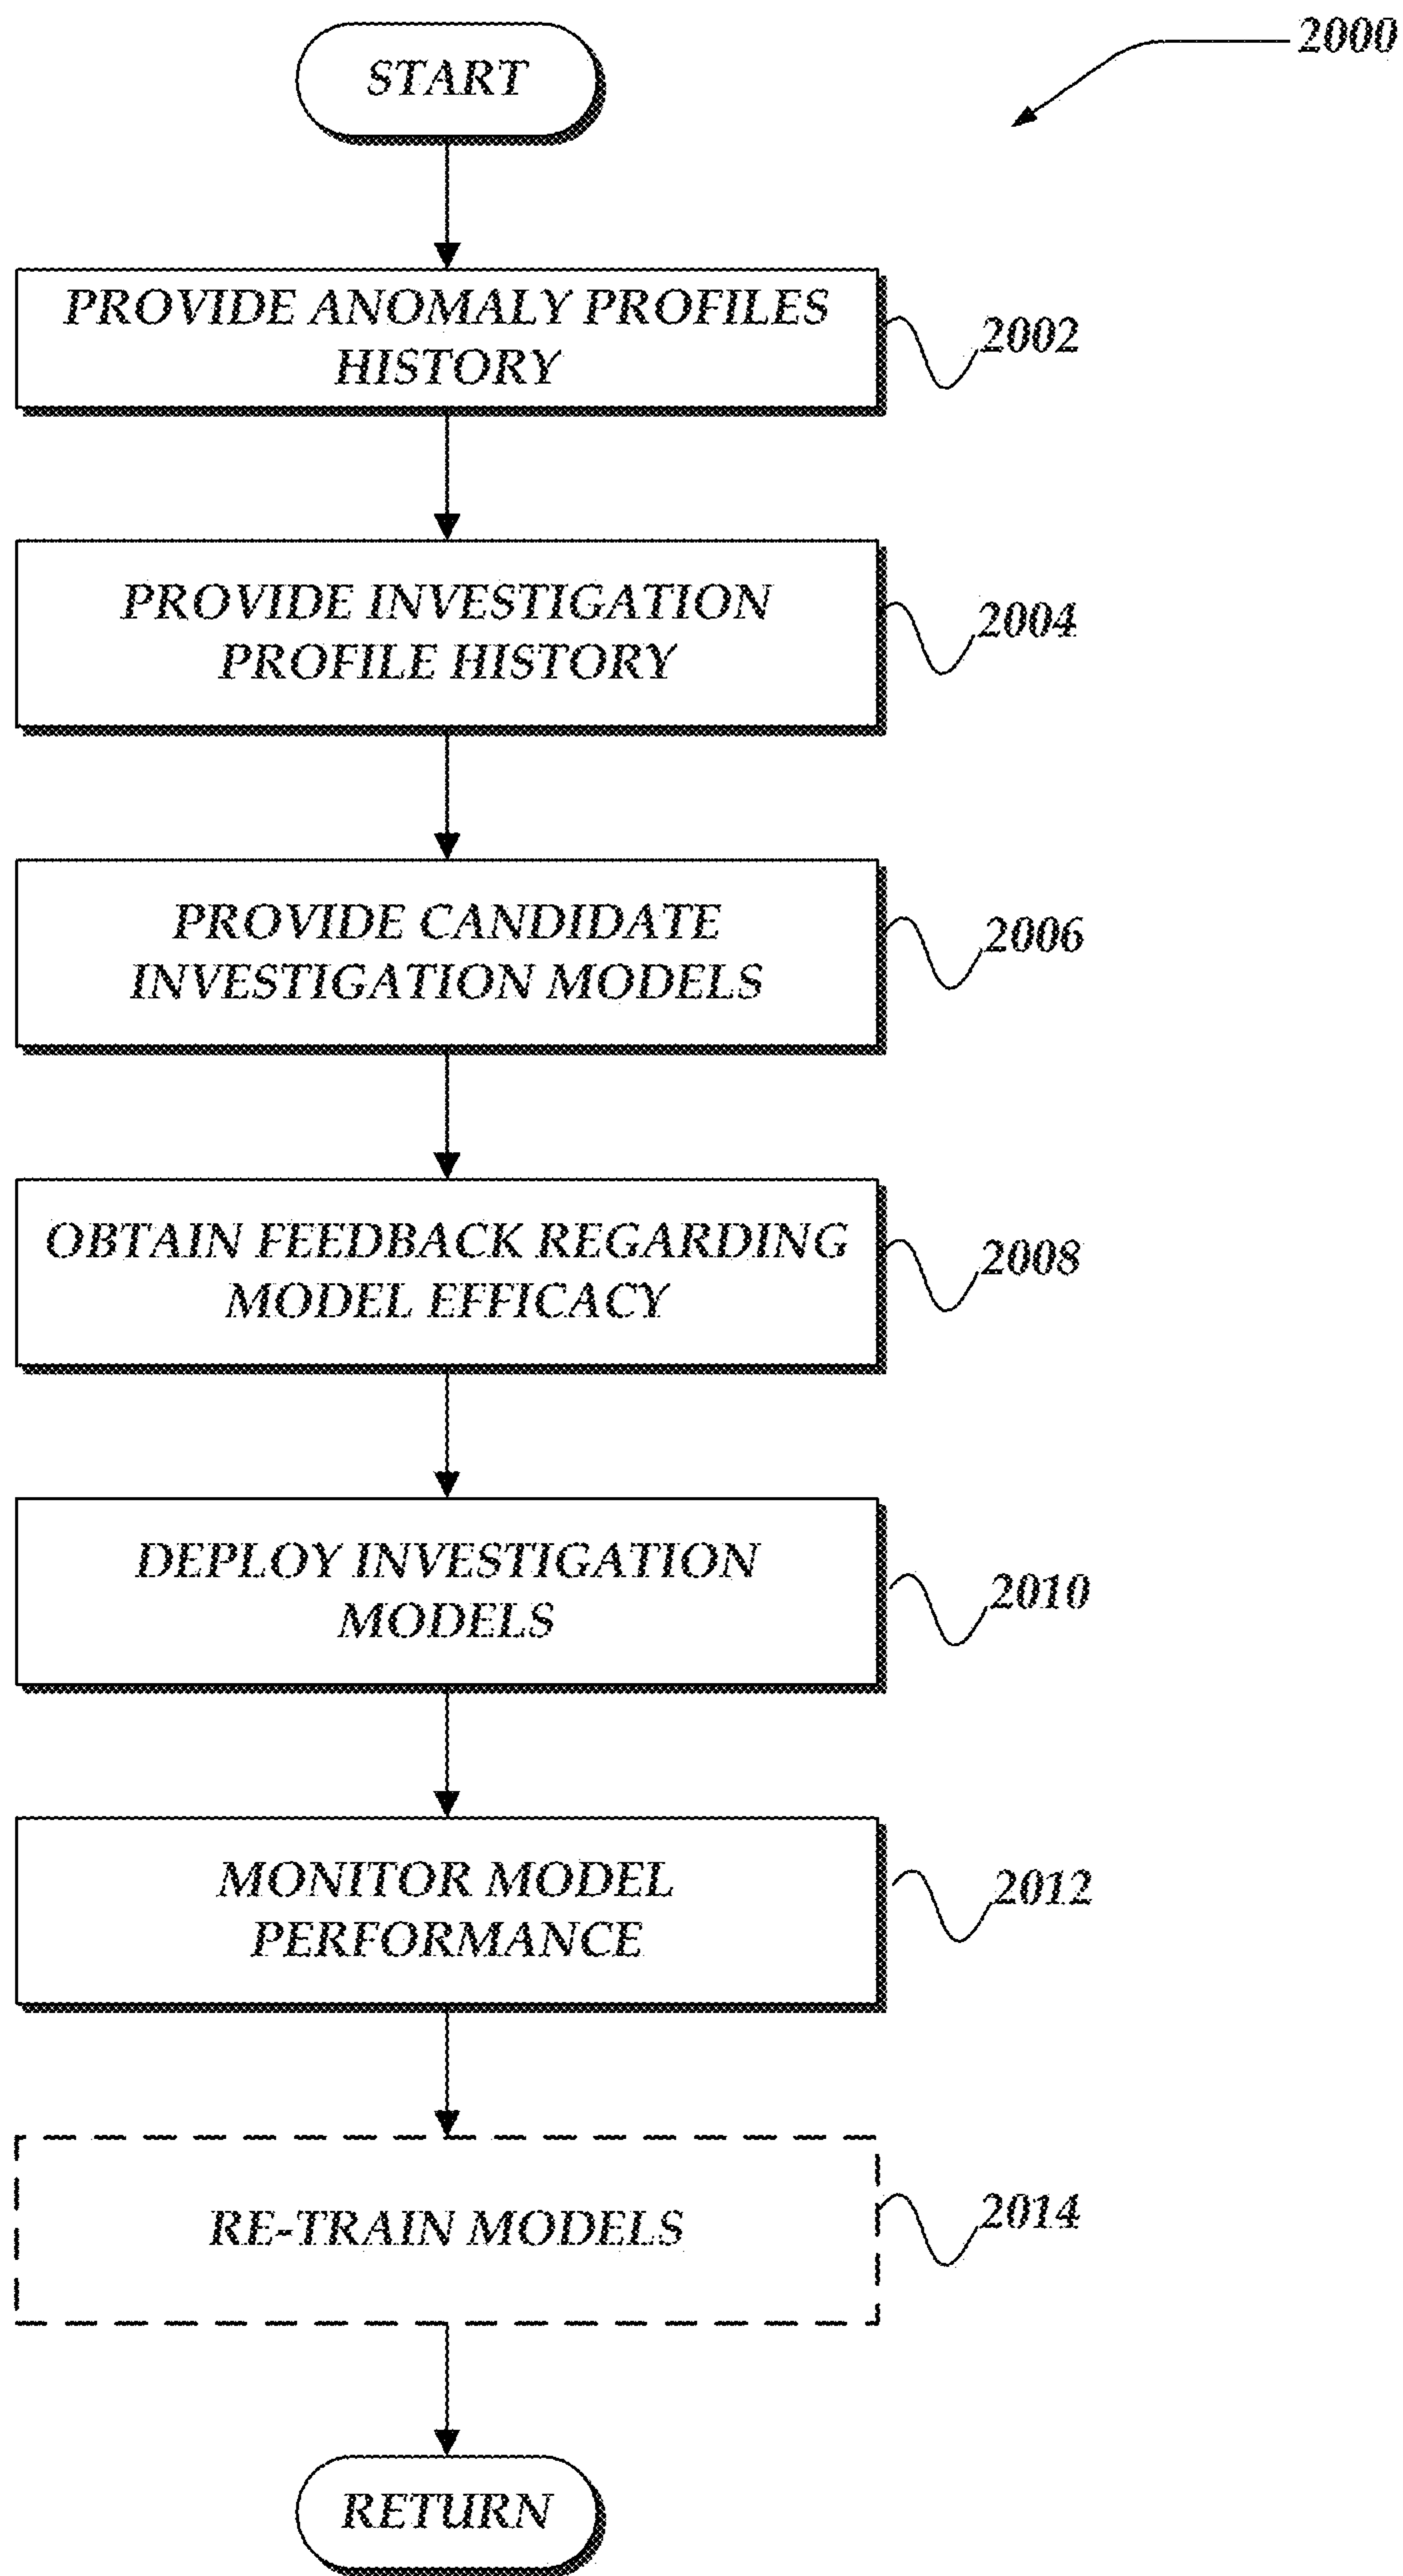 START
2000
PROVIDE ANOMALY PROFILES
HISTORY
2002
PROVIDE INVESTIGATION
PROFILE HISTORY
2004
PROVIDE CANDIDATE
INVESTIGATION MODELS
2006
OBTAIN FEEDBACK REGARDING
MODEL EFFICACY
2008
DEPLOY INVESTIGATION
MODELS
2010
MONITOR MODEL
PERFORMANCE
2012
RE-TRAIN MODELS
2014
RETURN